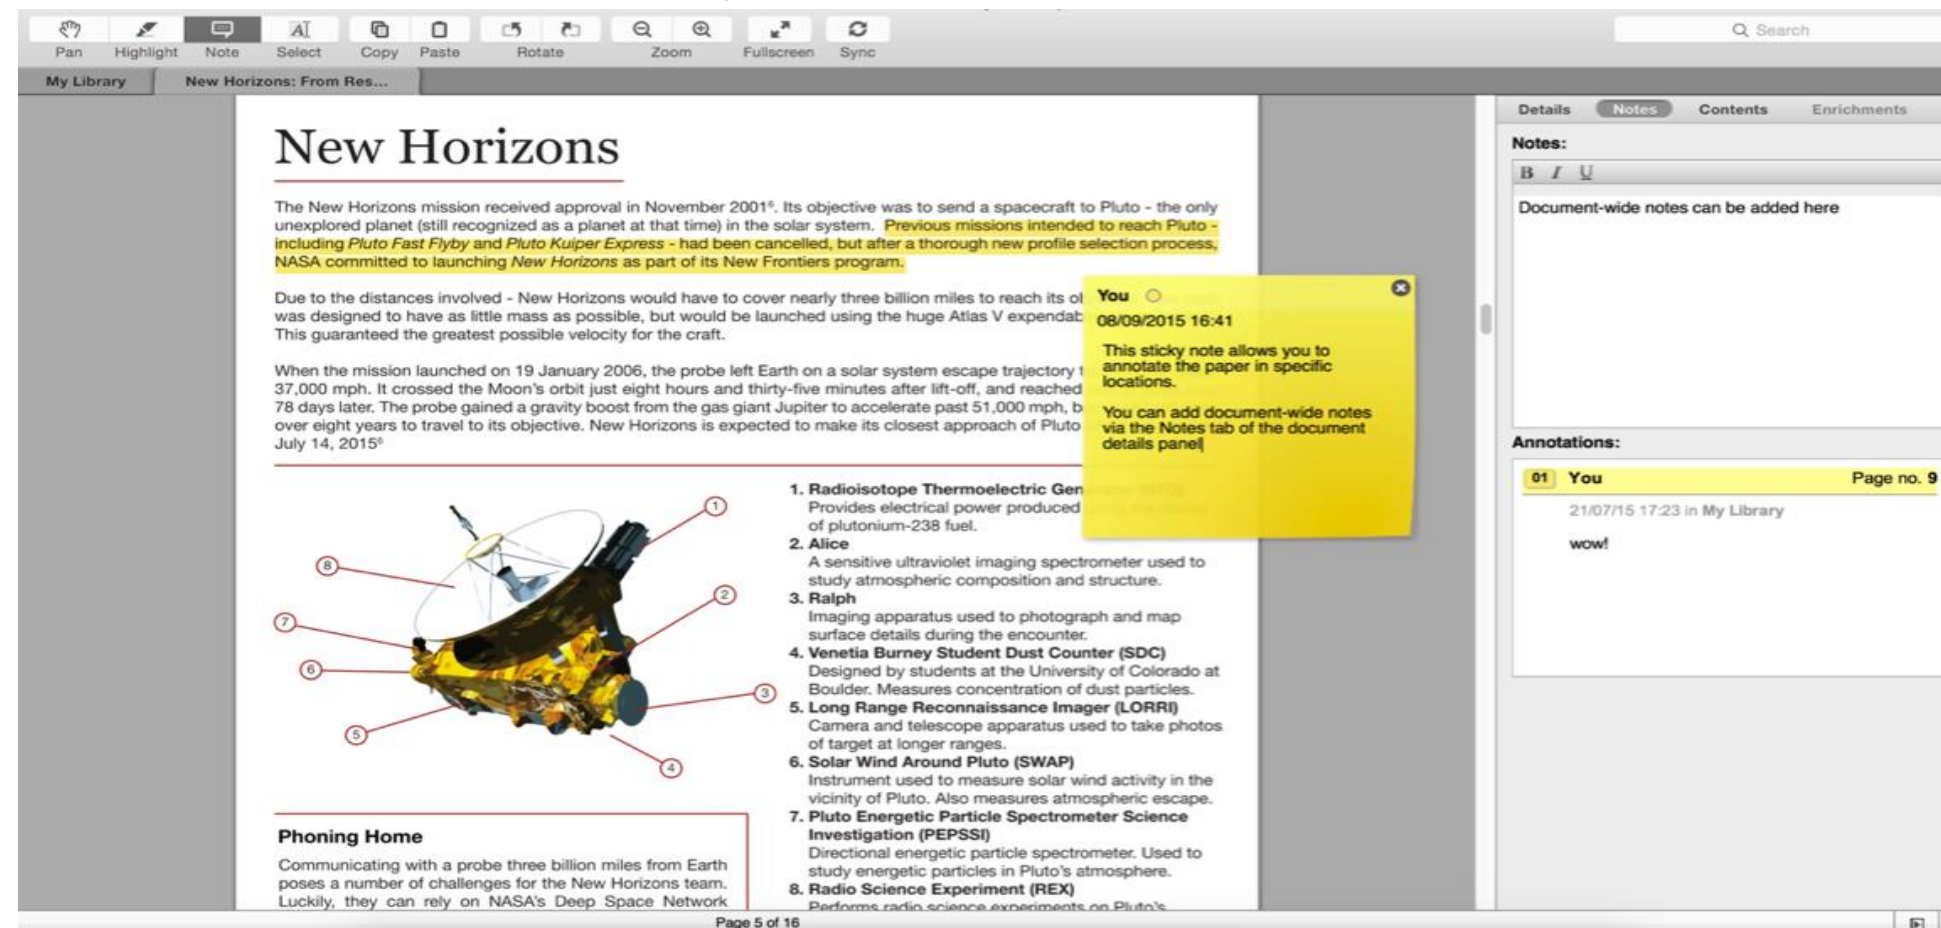 Pan Highlight Note Select Copy Paste Rotate Zoom Fullscreen Sync
Search
My Library New Horizons: From Res...
New Horizons
The New Horizons mission received approval in November 2001⁶. Its objective was to send a spacecraft to Pluto - the only
unexplored planet (still recognized as a planet at that time) in the solar system. Previous missions intended to reach Pluto -
including Pluto Fast Flyby and Pluto Kuiper Express - had been cancelled, but after a thorough new profile selection process,
NASA committed to launching New Horizons as part of its New Frontiers program.
Due to the distances involved - New Horizons would have to cover nearly three billion miles to reach its
was designed to have as little mass as possible, but would be launched using the huge Atlas V
This guaranteed the greatest possible velocity for the craft.
When the mission launched on 19 January 2006, the probe left Earth on a solar system escape trajectory
37,000 mph. It crossed the Moon's orbit just eight hours and thirty-five minutes after lift-off, and reached
78 days later. The probe gained a gravity boost from the gas giant Jupiter to accelerate past 51,000 mph,
over eight years to travel to its objective. New Horizons is expected to make its closest approach of Pluto
July 14, 2015⁶
You
08/09/2015 16:41
This sticky note allows you to
annotate the paper in specific
locations.
You can add document-wide notes
via the Notes tab of the document
details panel
1
2
3
4
5
6
7
8
1. Radioisotope Thermoelectric
Provides electrical power produced
of plutonium-238 fuel.
2. Alice
A sensitive ultraviolet imaging spectrometer used to
study atmospheric composition and structure.
3. Ralph
Imaging apparatus used to photograph and map
surface details during the encounter.
4. Venetia Burney Student Dust Counter (SDC)
Designed by students at the University of Colorado at
Boulder. Measures concentration of dust particles.
5. Long Range Reconnaissance Imager (LORRI)
Camera and telescope apparatus used to take photos
of target at longer ranges.
6. Solar Wind Around Pluto (SWAP)
Instrument used to measure solar wind activity in the
vicinity of Pluto. Also measures atmospheric escape.
7. Pluto Energetic Particle Spectrometer Science
Investigation (PEPSSI)
Directional energetic particle spectrometer. Used to
study energetic particles in Pluto's atmosphere.
8. Radio Science Experiment (REX)
Performs radio science experiments on Pluto's
Phoning Home
Communicating with a probe three billion miles from Earth
poses a number of challenges for the New Horizons team.
Luckily, they can rely on NASA's Deep Space Network
Page 5 of 16
Details Notes Contents Enrichments
Notes:
B I U
Document-wide notes can be added here
Annotations:
01 You Page no. 9
21/07/15 17:23 in My Library
wow!